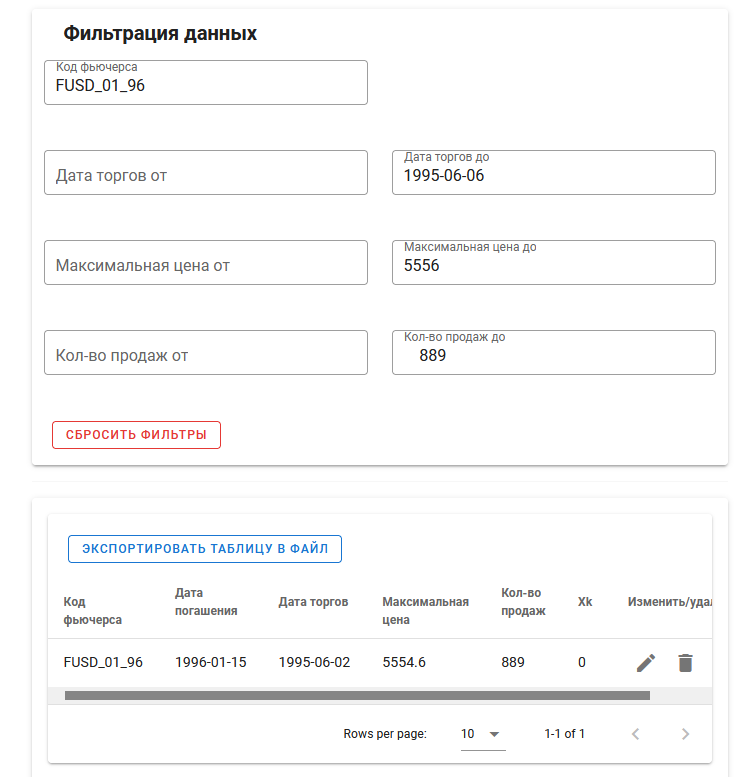 Фильтрация данных
Код фьючерса
FUSD_01_96
Дата торгов от
Дата торгов до
1995-06-06
Максимальная цена от
Максимальная цена до
5556
Кол-во продаж от
Кол-во продаж до
889
СБРОСИТЬ ФИЛЬТРЫ
ЭКСПОРТИРОВАТЬ ТАБЛИЦУ В ФАЙЛ
Код фьючерса Дата погашения Дата торгов Максимальная цена Кол-во продаж Xk Изменить/удал
FUSD_01_96 1996-01-15 1995-06-02 5554.6 889 0
Rows per page: 10 1-1 of 1